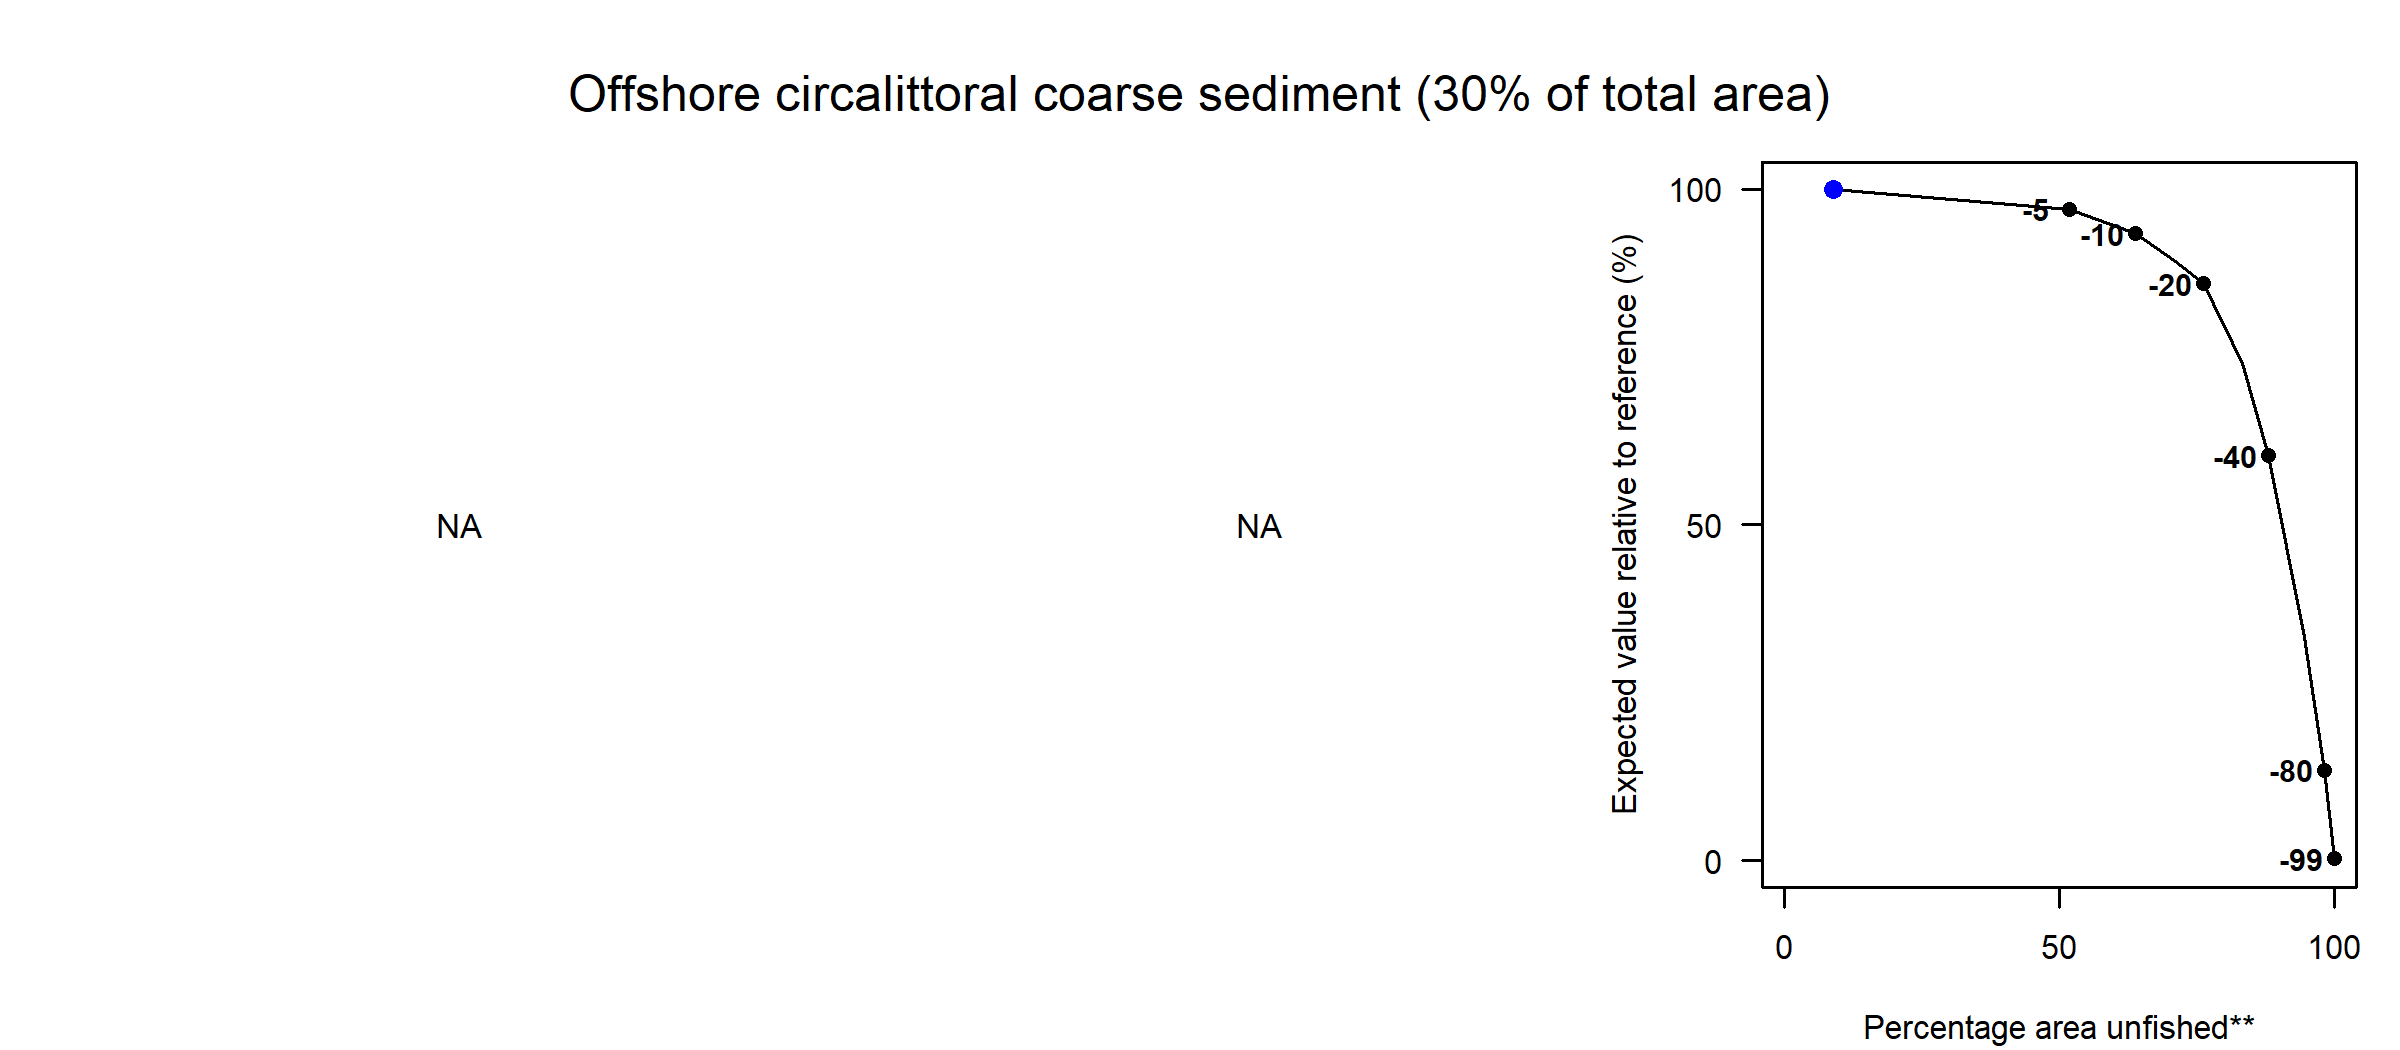 Offshore circalittoral coarse sediment (30% of total area)
NA
NA
Expected value relative to reference (%)
100
50
0
-5
-10
-20
-40
-80
-99
0
50
100
Percentage area unfished**